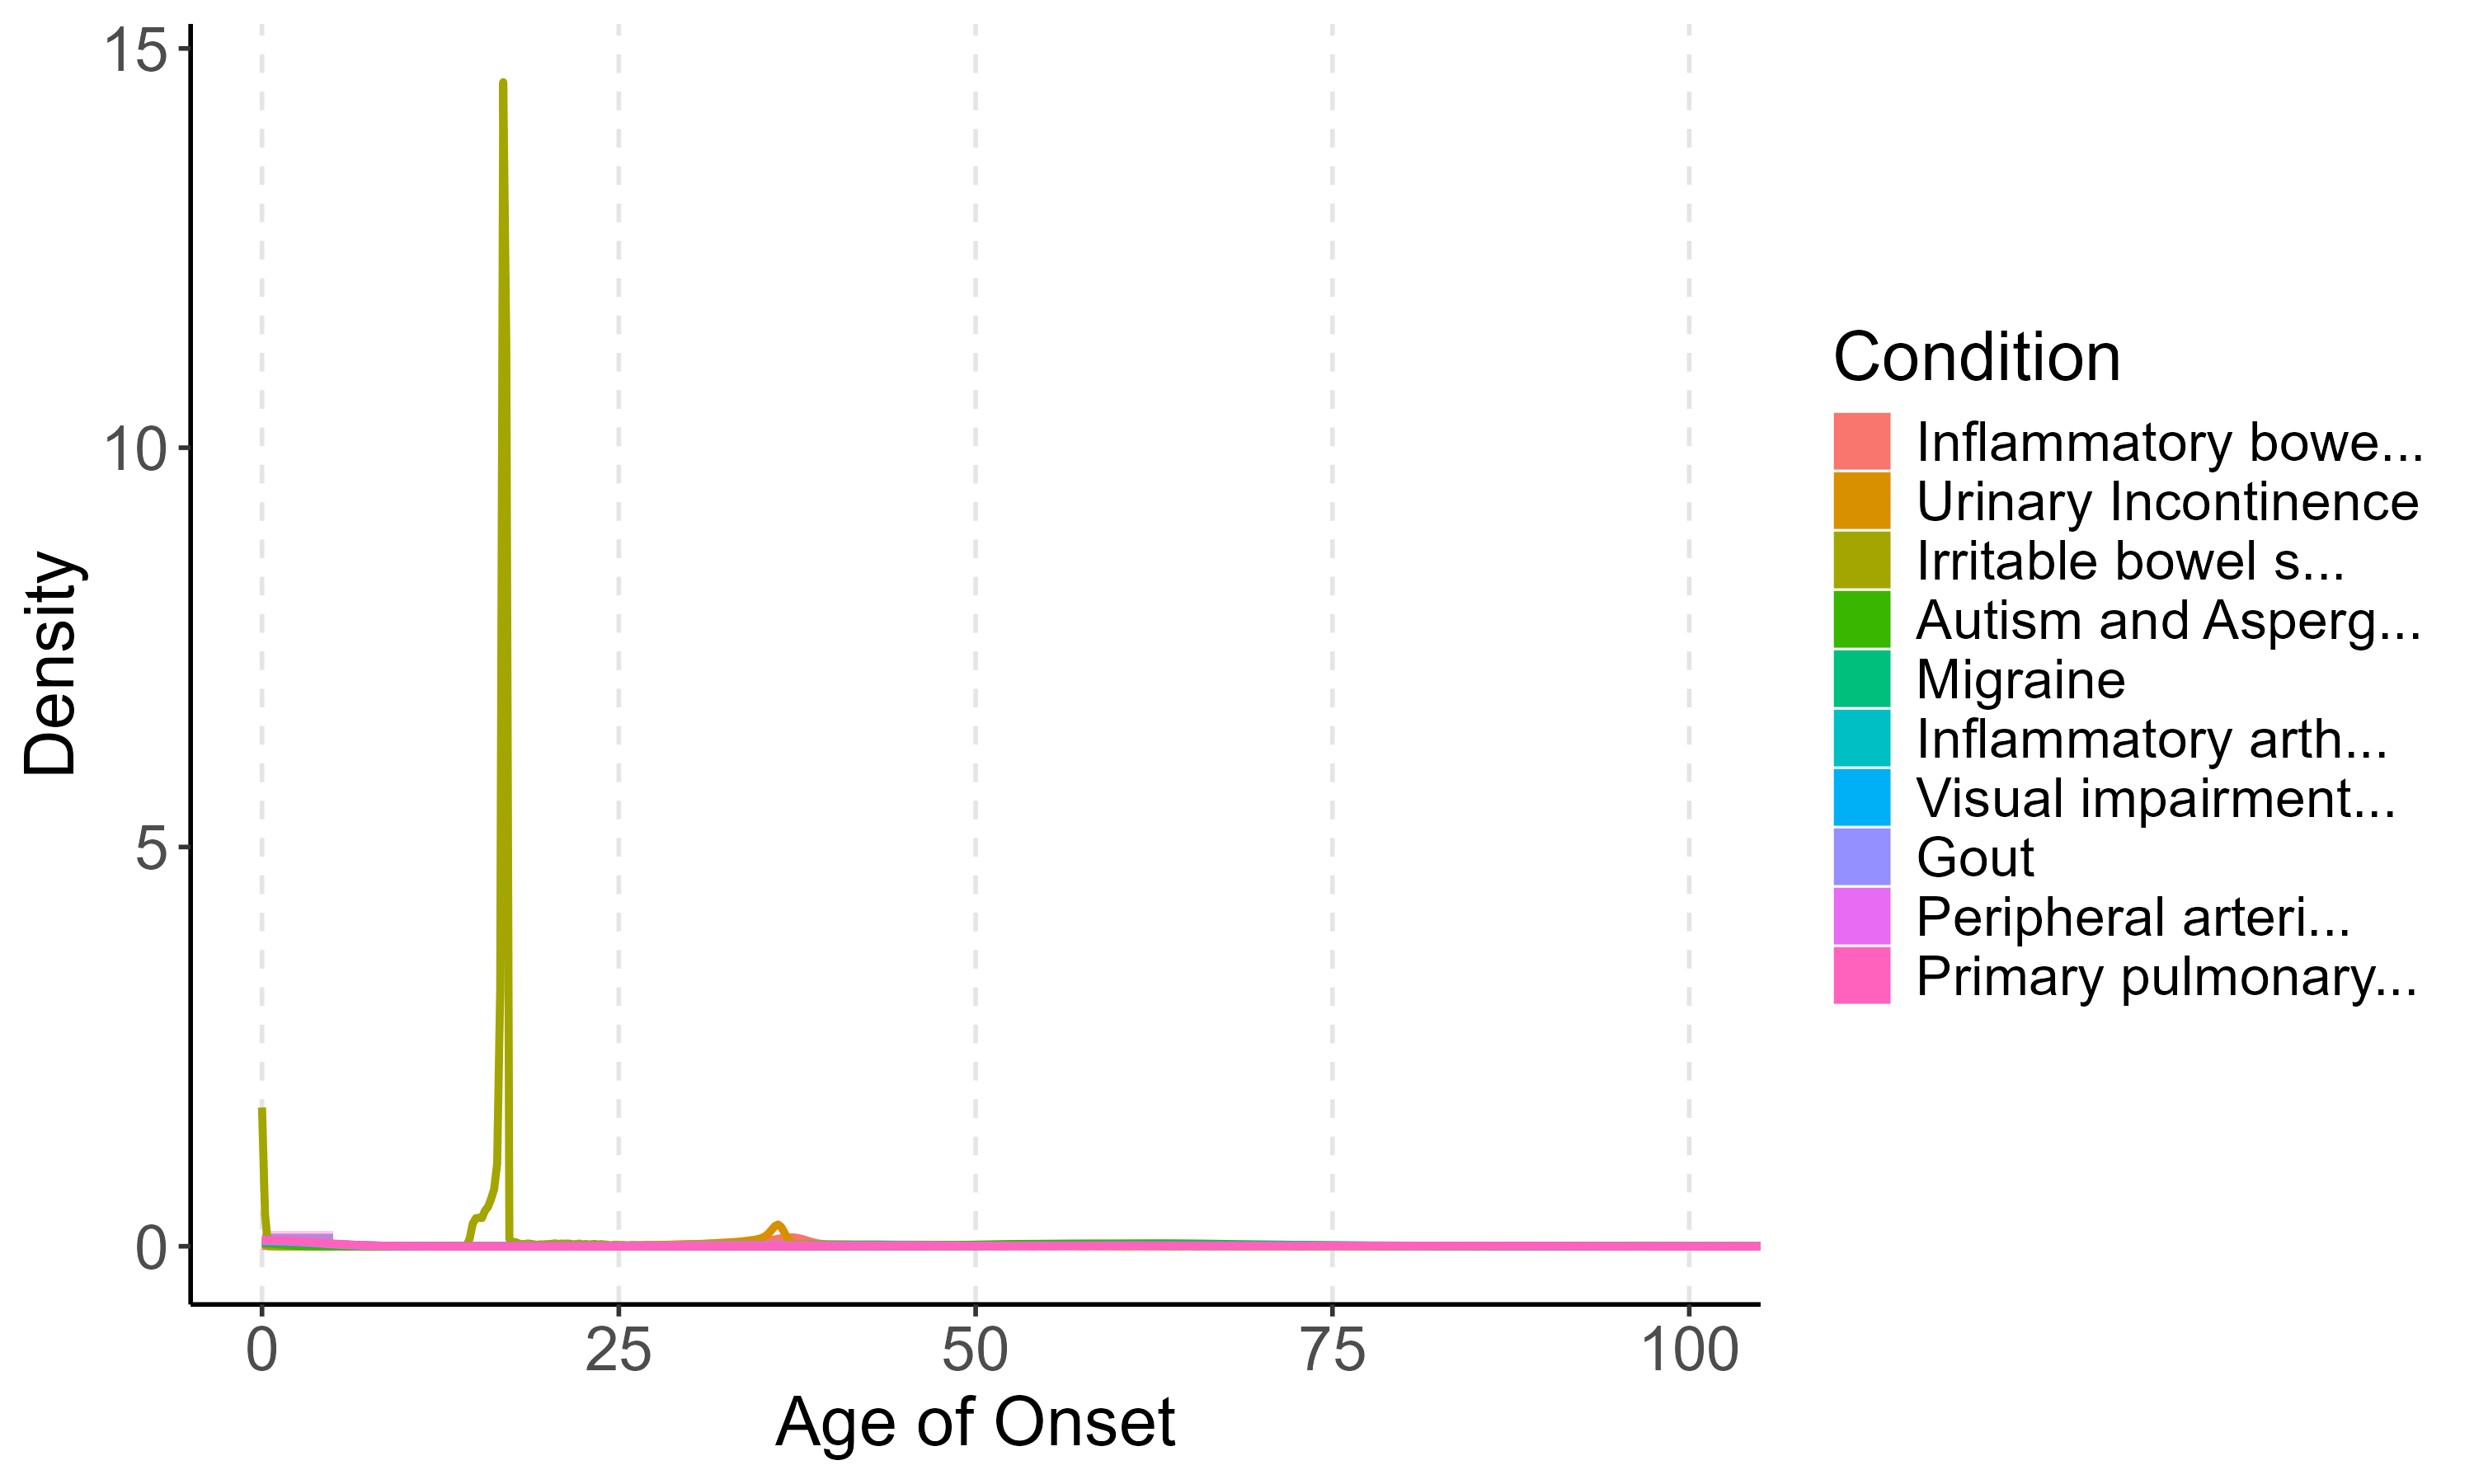 15
10
5
0
Density
0 25 50 75 100
Age of Onset
Condition
Inflammatory bowe...
Urinary Incontinence
Irritable bowel s...
Autism and Asperg...
Migraine
Inflammatory arth...
Visual impairment...
Gout
Peripheral arteri...
Primary pulmonary...